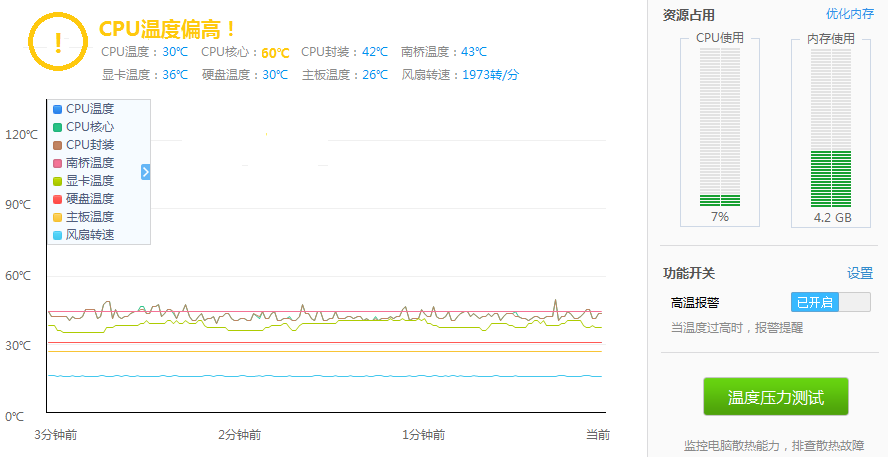 CPU温度偏高！
CPU温度：30℃ CPU核心：60℃ CPU封装：42℃ 南桥温度：43℃
显卡温度：36℃ 硬盘温度：30℃ 主板温度：26℃ 风扇转速：1973转/分
CPU温度
CPU核心
CPU封装
南桥温度
显卡温度
硬盘温度
主板温度
风扇转速
120℃
90℃
60℃
30℃
0℃
3分钟前 2分钟前 1分钟前 当前
资源占用 优化内存
CPU使用 内存使用
7% 4.2 GB
功能开关 设置
高温报警 已开启
当温度过高时，报警提醒
温度压力测试
监控电脑散热能力，排查散热故障